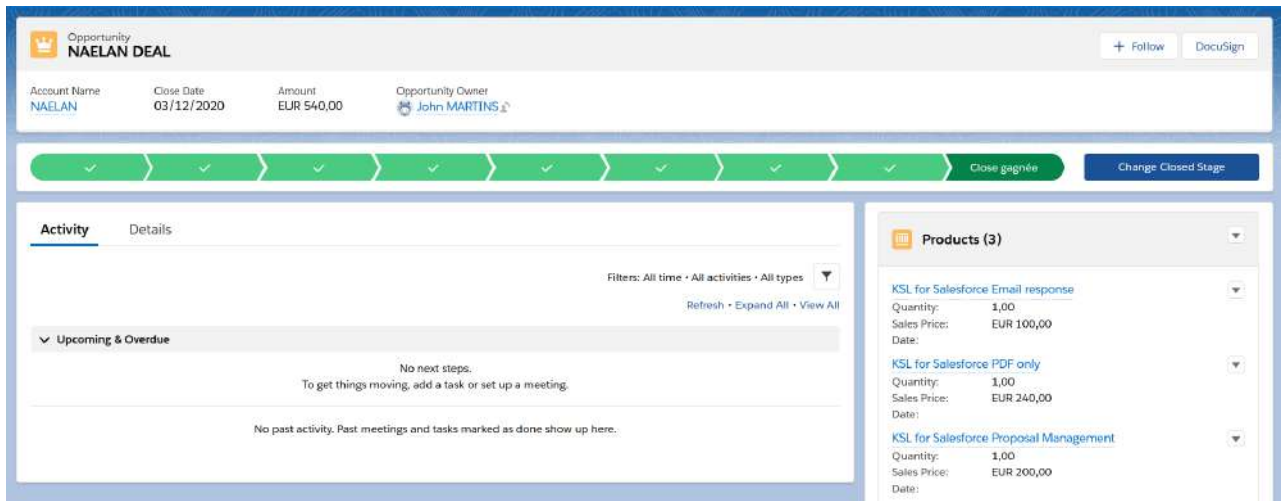 Opportunity
NAELAN DEAL
+ Follow
DocuSign
Account Name
Close Date
Amount
Opportunity Owner
NAELAN
03/12/2020
EUR 540,00
John MARTINS
Close gagnée
Change Closed Stage
Activity
Details
Filters: All time • All activities • All types
Refresh • Expand All • View All
Upcoming & Overdue
No next steps.
To get things moving, add a task or set up a meeting.
No past activity. Past meetings and tasks marked as done show up here.
Products (3)
KSL for Salesforce Email response
Quantity: 1,00
Sales Price: EUR 100,00
Date:
KSL for Salesforce PDF only
Quantity: 1,00
Sales Price: EUR 240,00
Date:
KSL for Salesforce Proposal Management
Quantity: 1,00
Sales Price: EUR 200,00
Date: